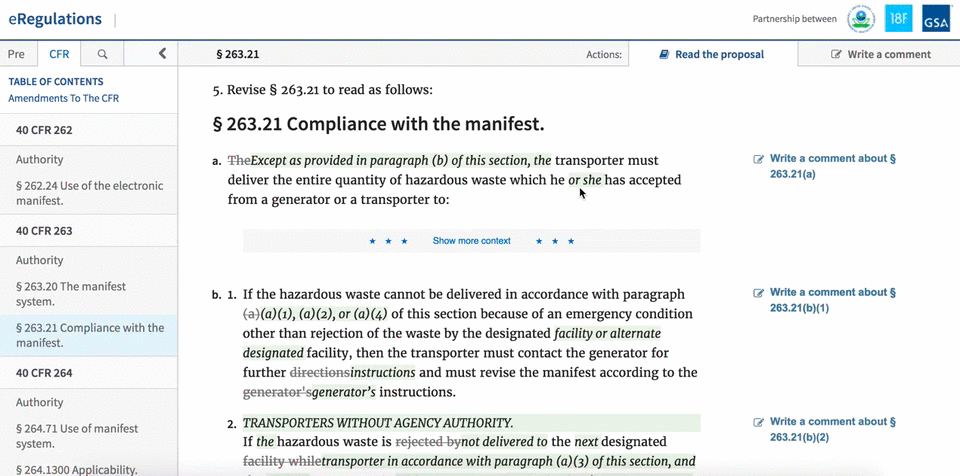 eRegulations
Partnership between
18F
GSA
Pre
CFR
§ 263.21
Actions:
Read the proposal
Write a comment
TABLE OF CONTENTS
Amendments To The CFR
40 CFR 262
Authority
§ 262.24 Use of the electronic
manifest.
40 CFR 263
Authority
§ 263.20 The manifest
system.
§ 263.21 Compliance with the
manifest.
40 CFR 264
Authority
§ 264.71 Use of manifest
system.
§ 264.1300 Applicability.
5. Revise § 263.21 to read as follows:
§ 263.21 Compliance with the manifest.
a. TheExcept as provided in paragraph (b) of this section, the transporter must
deliver the entire quantity of hazardous waste which he or she has accepted
from a generator or a transporter to:
Show more context
b. 1. If the hazardous waste cannot be delivered in accordance with paragraph
(a)(a)(1), (a)(2), or (a)(4) of this section because of an emergency condition
other than rejection of the waste by the designated facility or alternate
designated facility, then the transporter must contact the generator for
further directionsinstructions and must revise the manifest according to the
generator'sgenerator’s instructions.
2. TRANSPORTERS WITHOUT AGENCY AUTHORITY.
If the hazardous waste is rejected bynot delivered to the next designated
facility whiletransporter in accordance with paragraph (a)(3) of this section, and
Write a comment about §
263.21(a)
Write a comment about §
263.21(b)(1)
Write a comment about §
263.21(b)(2)